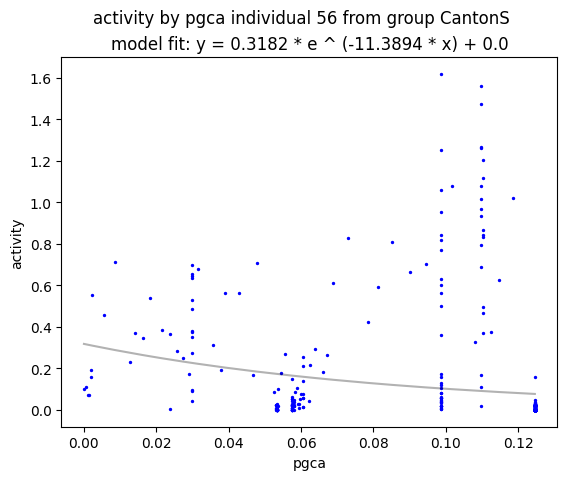 activity by pgca individual 56 from group CantonS
model fit: y = 0.3182 * e ^ (-11.3894 * x) + 0.0
1.6
1.4
1.2
1.0
0.8
0.6
0.4
0.2
0.0
activity
0.00 0.02 0.04 0.06 0.08 0.10 0.12
pgca